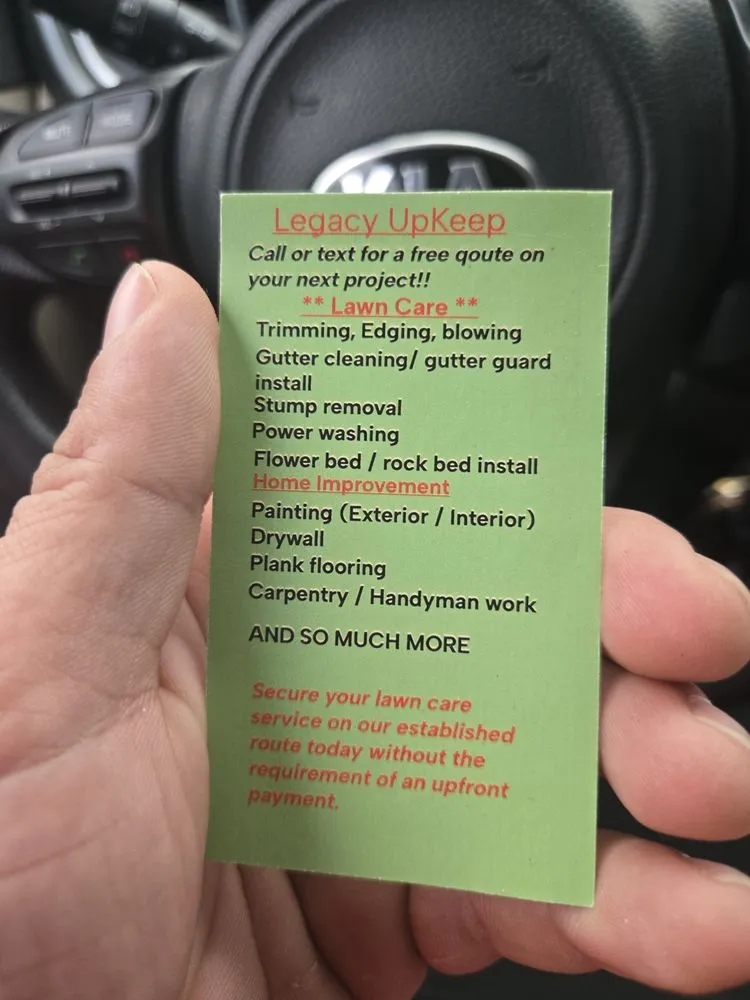 KIA
Legacy UpKeep
Call or text for a free qoute on
your next project!!
** Lawn Care **
Trimming, Edging, blowing
Gutter cleaning/ gutter guard
install
Stump removal
Power washing
Flower bed / rock bed install
Home Improvement
Painting (Exterior / Interior)
Drywall
Plank flooring
Carpentry / Handyman work
AND SO MUCH MORE
Secure your lawn care
service on our established
route today without the
requirement of an upfront
payment.